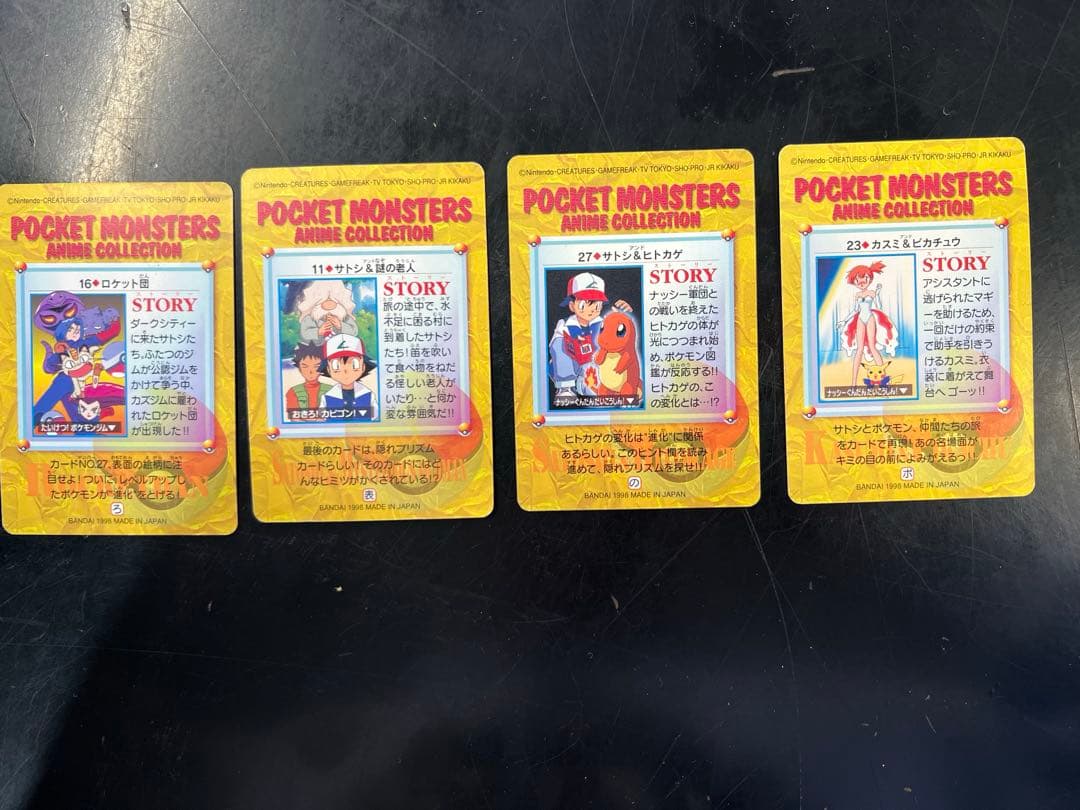 ©Nintendo・CREATURES・GAMEFREAK・TV TOKYO・SHO・PRO・JR KIKAKU
POCKET MONSTERS
ANIME COLLECTION
16◆ロケット団
STORY
ダークシティー
に来たサトシた
ち。ふたつのジ
ムが公認ジムを
かけて争う中、
カズジムに雇わ
れたロケット団
が出現した!!
たいけつ!ポケモンジム▼
カードNO.27、表面の絵柄に注
目せよ!ついに、レベルアップし
たポケモンが“進化”をとげる!
ろ
BANDAI 1998 MADE IN JAPAN
©Nintendo・CREATURES・GAMEFREAK・TV TOKYO・SHO・PRO・JR KIKAKU
POCKET MONSTERS
ANIME COLLECTION
11◆サトシ&謎の老人
STORY
旅の途中で、水
不足に困る村に
到着したサトシ
たち!笛を吹い
て食べ物をねだ
る怪しい老人が
いたり…と何か
変な雰囲気だ!!
おきろ!カビゴン!▼
最後のカードは、隠れプリズム
カードらしい。そのカードにはど
んなヒミツがかくされている!?
表
BANDAI 1998 MADE IN JAPAN
©Nintendo・CREATURES・GAMEFREAK・TV TOKYO・SHO・PRO・JR KIKAKU
POCKET MONSTERS
ANIME COLLECTION
27◆サトシ&ヒトカゲ
STORY
ナッシー軍団と
の戦いを終えた
ヒトカゲの体が
光につつまれ始
め、ポケモン図
鑑が反応する!!
ヒトカゲの、こ
の変化とは…!?
ナッシーぐんだんだいこうしん!▼
ヒトカゲの変化は“進化”に関係
あるらしい。このヒント欄を読み
進めて、隠れプリズムを探せ!!
の
BANDAI 1998 MADE IN JAPAN
©Nintendo・CREATURES・GAMEFREAK・TV TOKYO・SHO・PRO・JR KIKAKU
POCKET MONSTERS
ANIME COLLECTION
23◆カスミ&ピカチュウ
STORY
アシスタントに
逃げられたマギ
ーを助けるため、
一回だけの約束
で助手を引きう
けるカスミ。衣
装に着がえて舞
台へゴーッ!!
ナッシーぐんだんだいこうしん!▼
サトシとポケモン、仲間たちの旅
をカードで再現!あの名場面が
キミの目の前によみがえるっ!!
ポ
BANDAI 1998 MADE IN JAPAN